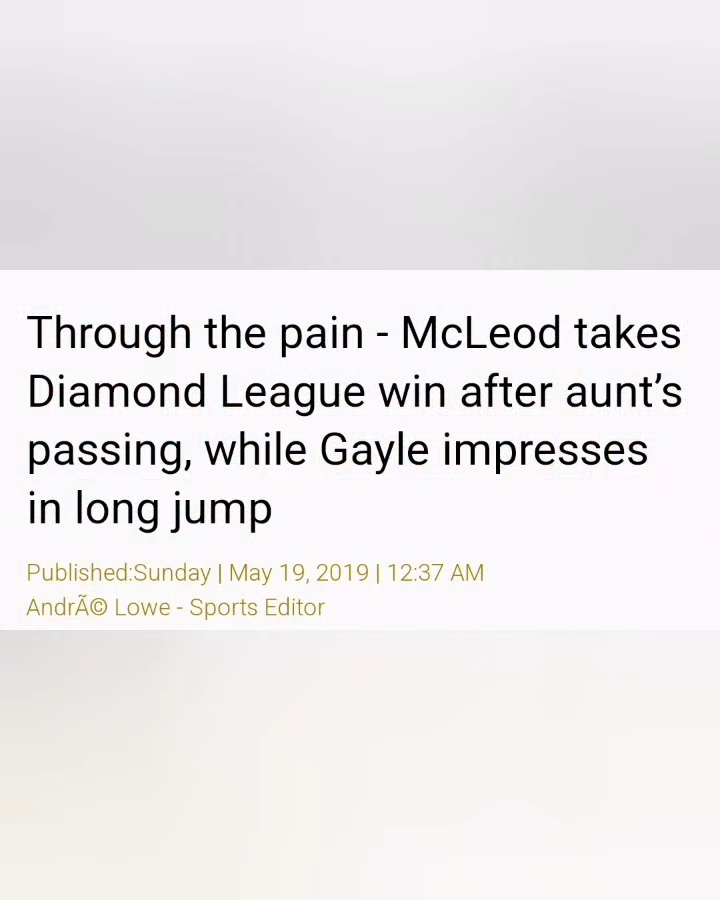 Through the pain - McLeod takes
Diamond League win after aunt’s
passing, while Gayle impresses
in long jump
Published:Sunday | May 19, 2019 | 12:37 AM
AndrÃ© Lowe - Sports Editor